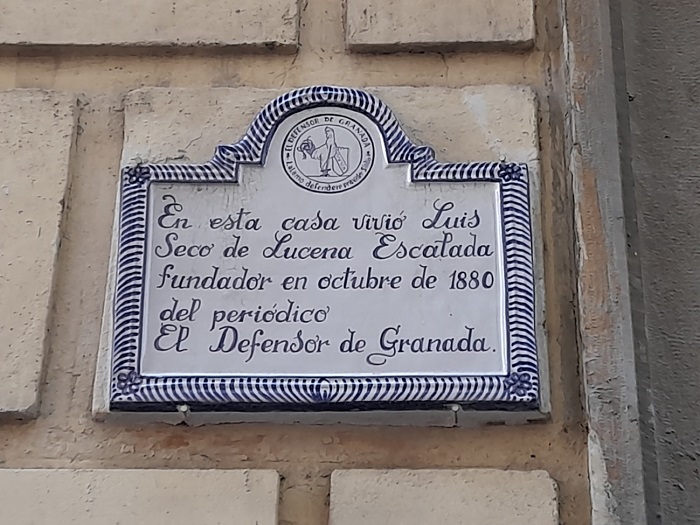 EL DEFENSOR DE GRANADA
En esta casa vivió Luis
Seco de Lucena Escalada
fundador en octubre de 1880
del periódico
El Defensor de Granada.